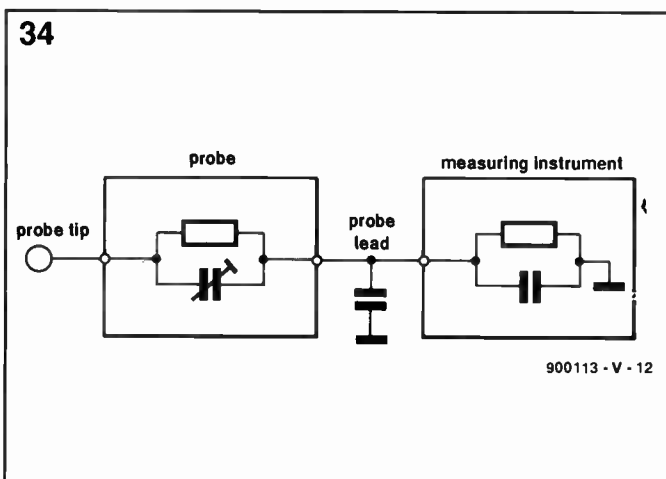 34
probe
measuring instrument
probe tip
probe
lead
900113 - V - 12